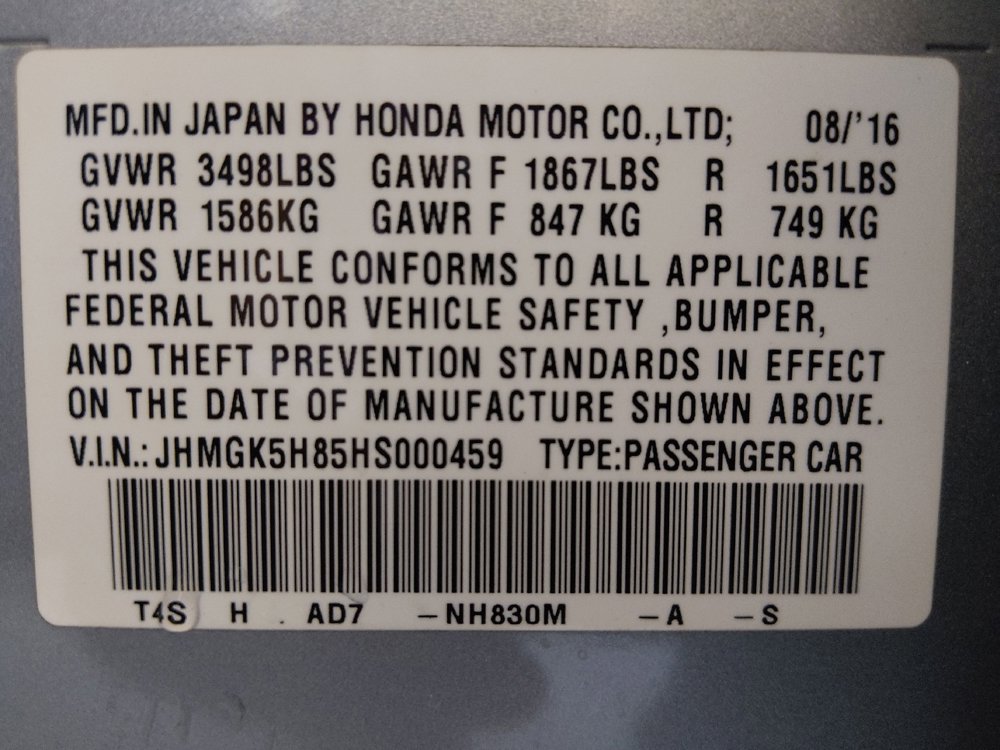 MFD.IN JAPAN BY HONDA MOTOR CO.,LTD; 08/'16
GVWR 3498LBS GAWR F 1867LBS R 1651LBS
GVWR 1586KG GAWR F 847 KG R 749 KG
THIS VEHICLE CONFORMS TO ALL APPLICABLE
FEDERAL MOTOR VEHICLE SAFETY ,BUMPER,
AND THEFT PREVENTION STANDARDS IN EFFECT
ON THE DATE OF MANUFACTURE SHOWN ABOVE.
V.I.N.: JHMGK5H85HS000459 TYPE:PASSENGER CAR
T4S H . AD7 –NH830M –A –S